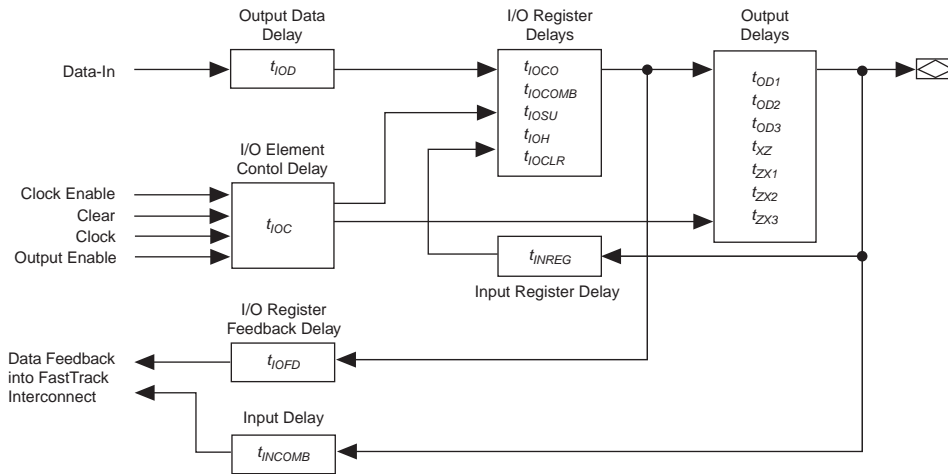 Output Data
Delay
I/O Register
Delays
Output
Delays
Data-In
tIOD
tIOCO
tIOCOMB
tIOSU
tIOH
tIOCLR
tOD1
tOD2
tOD3
tXZ
tZX1
tZX2
tZX3
I/O Element
Contol Delay
Clock Enable
Clear
Clock
Output Enable
tIOC
tINREG
Input Register Delay
I/O Register
Feedback Delay
tIOFD
Data Feedback
into FastTrack
Interconnect
Input Delay
tINCOMB